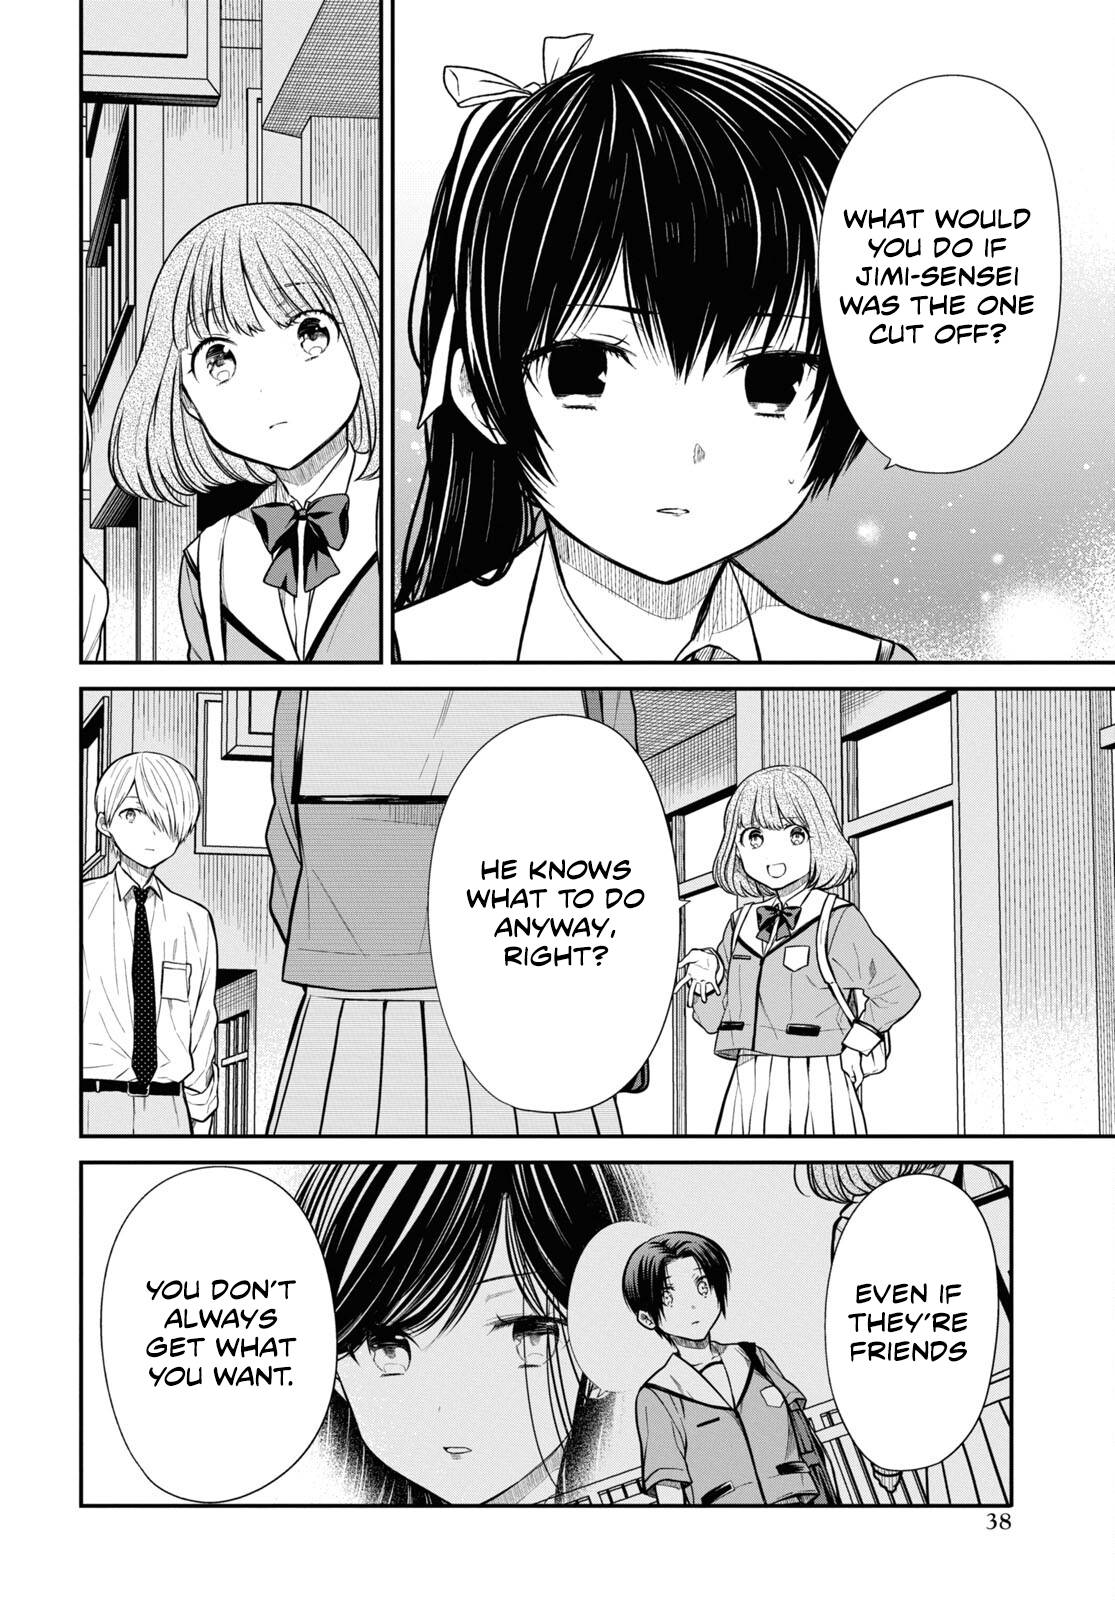 WHAT WOULD
YOU DO IF
JIMI-SENSEI
WAS THE ONE
CUT OFF?
HE KNOWS
WHAT TO DO
ANYWAY,
RIGHT?
EVEN IF
THEY'RE
FRIENDS
YOU DON'T
ALWAYS
GET WHAT
YOU WANT.
38